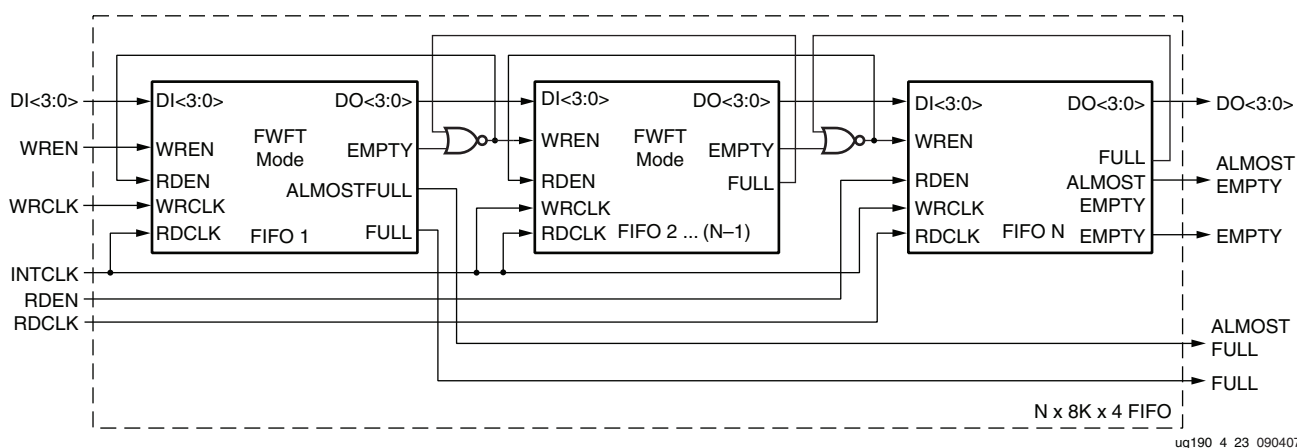 DI<3:0>
WREN
WRCLK
INTCLK
RDEN
RDCLK
DI<3:0>
DO<3:0>
FWFT
Mode
WREN
EMPTY
RDEN
ALMOSTFULL
WRCLK
RDCLK
FIFO 1
FULL
DI<3:0>
DO<3:0>
FWFT
Mode
WREN
EMPTY
RDEN
FULL
WRCLK
RDCLK
FIFO 2 ... (N–1)
DI<3:0>
DO<3:0>
WREN
FULL
RDEN
ALMOST
EMPTY
WRCLK
RDCLK
FIFO N
EMPTY
DO<3:0>
ALMOST
EMPTY
EMPTY
ALMOST
FULL
FULL
N x 8K x 4 FIFO
ug190_4_23_090407